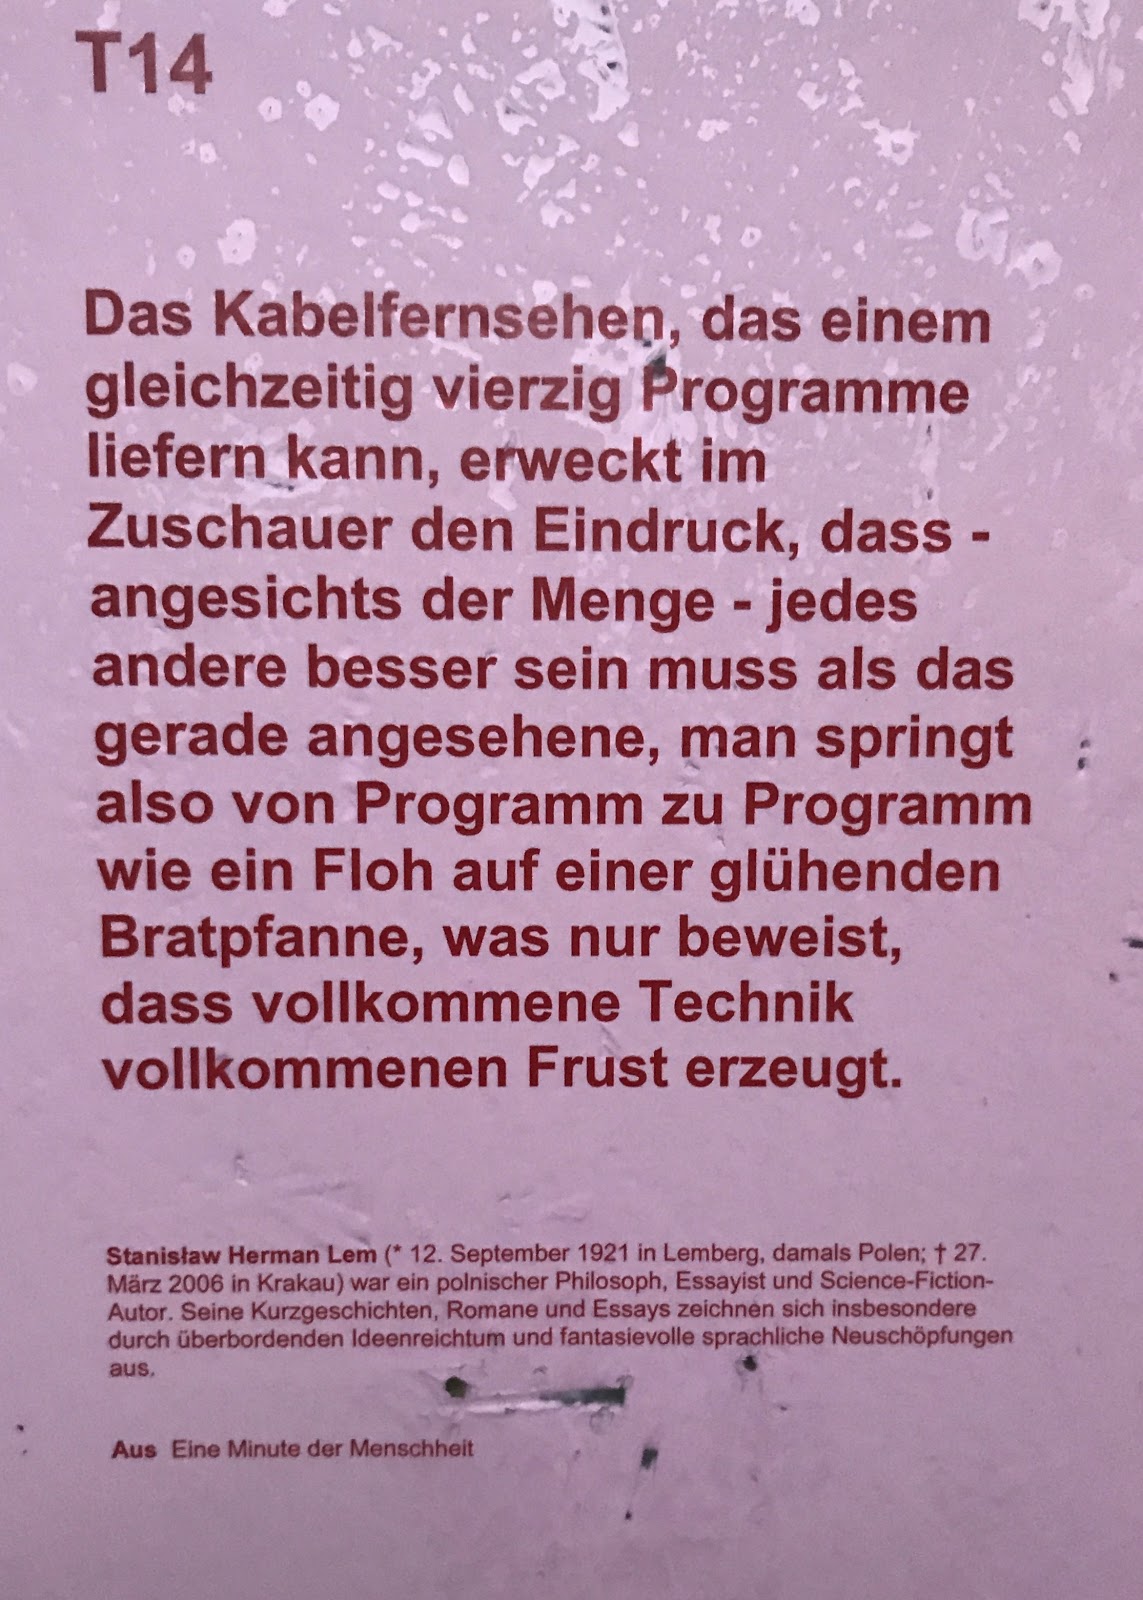 T14
Das Kabelfernsehen, das einem
gleichzeitig vierzig Programme
liefern kann, erweckt im
Zuschauer den Eindruck, dass -
angesichts der Menge - jedes
andere besser sein muss als das
gerade angesehene, man springt
also von Programm zu Programm
wie ein Floh auf einer glühenden
Bratpfanne, was nur beweist,
dass vollkommene Technik
vollkommenen Frust erzeugt.
Stanisław Herman Lem (* 12. September 1921 in Lemberg, damals Polen; † 27.
März 2006 in Krakau) war ein polnischer Philosoph, Essayist und Science-Fiction-
Autor. Seine Kurzgeschichten, Romane und Essays zeichnen sich insbesondere
durch überbordenden Ideenreichtum und fantasievolle sprachliche Neuschöpfungen
aus.
Aus Eine Minute der Menschheit